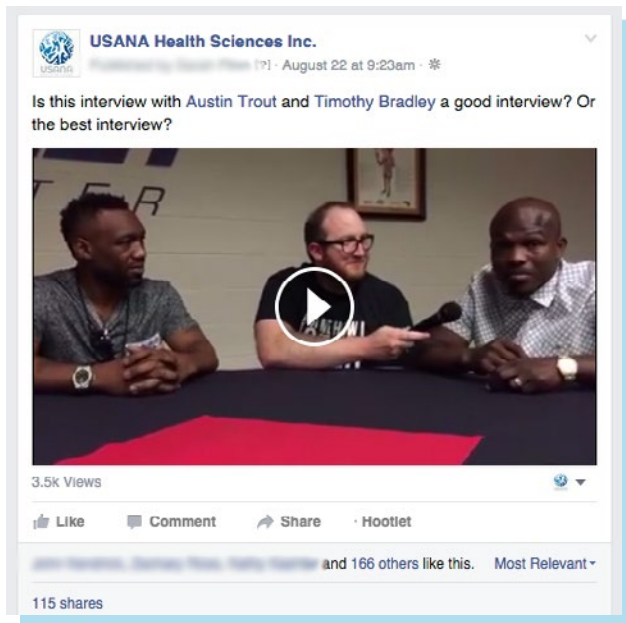 USANA Health Sciences Inc.
USANA
[?] · August 22 at 9:23am ·
Is this interview with Austin Trout and Timothy Bradley a good interview? Or
the best interview?
TER
3.5k Views
Like Comment Share · Hootlet
and 166 others like this. Most Relevant
115 shares